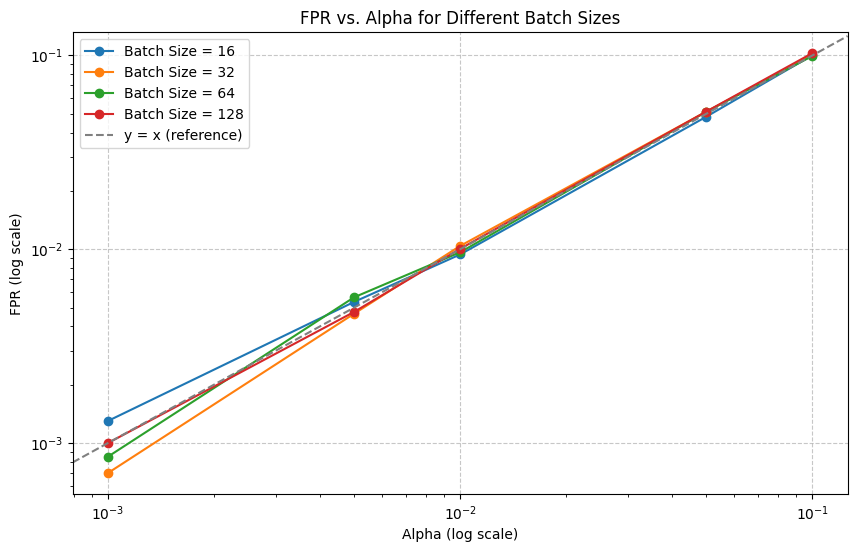 FPR vs. Alpha for Different Batch Sizes
Batch Size = 16
Batch Size = 32
Batch Size = 64
Batch Size = 128
y = x (reference)
FPR (log scale)
10⁻¹
10⁻²
10⁻³
10⁻³ 10⁻² 10⁻¹
Alpha (log scale)